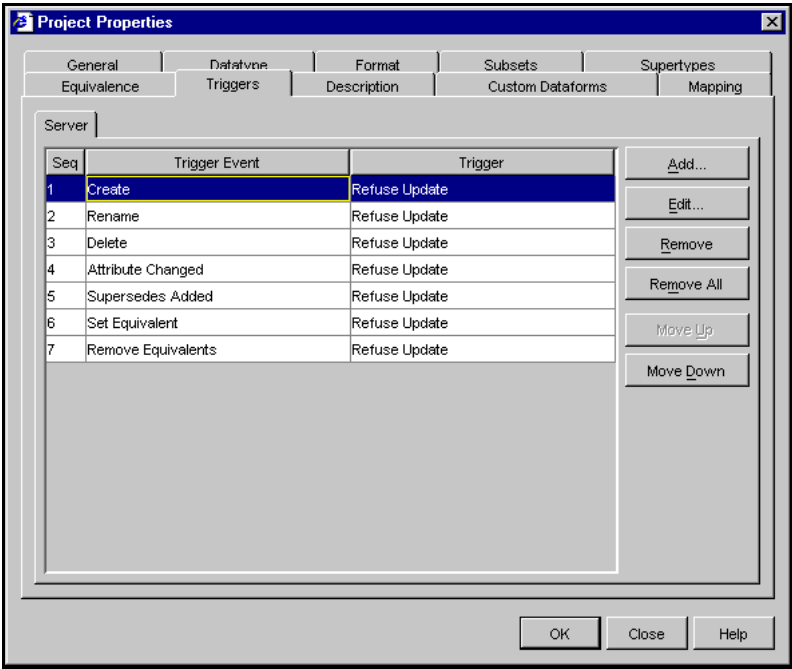 Project Properties
General Datatype Format Subsets Supertypes
Equivalence Triggers Description Custom Dataforms Mapping
Server
Seq Trigger Event Trigger
1 Create Refuse Update
2 Rename Refuse Update
3 Delete Refuse Update
4 Attribute Changed Refuse Update
5 Supersedes Added Refuse Update
6 Set Equivalent Refuse Update
7 Remove Equivalents Refuse Update
Add...
Edit...
Remove
Remove All
Move Up
Move Down
OK Close Help